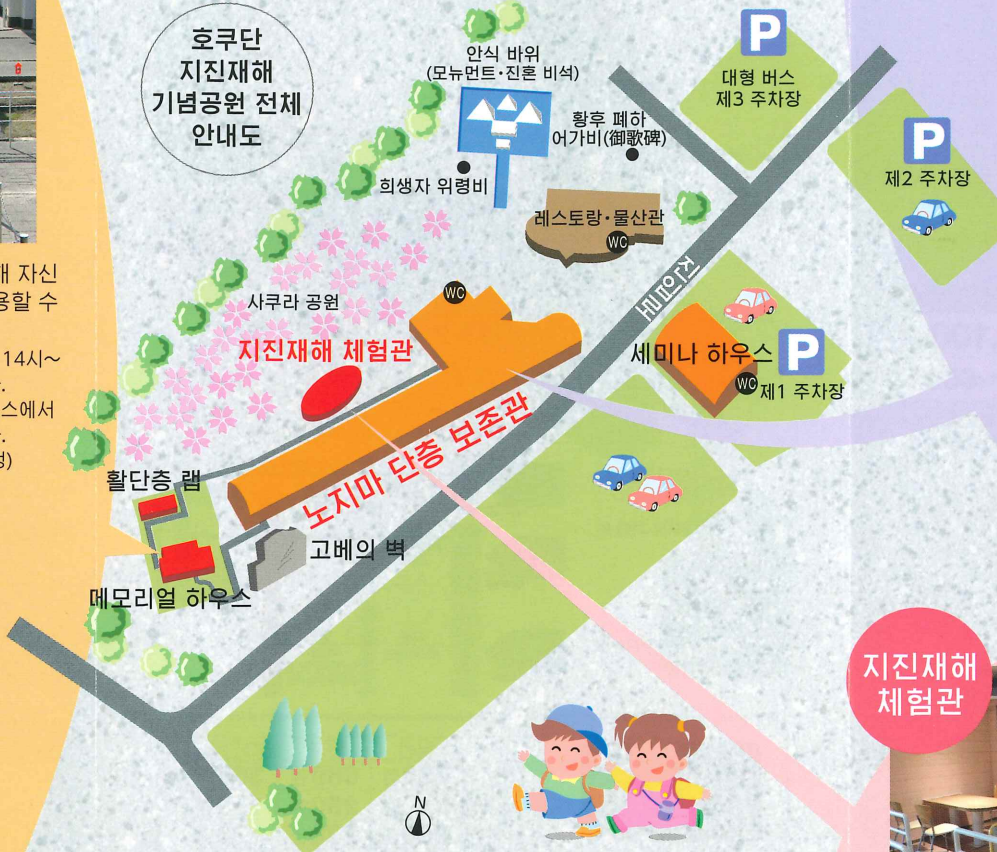 호쿠단
지진재해
기념공원 전체
안내도
안식 바위
(모뉴먼트·진혼 비석)
황후 폐하
어가비(御歌碑)
희생자 위령비
P
대형 버스
제3 주차장
P
제2 주차장
레스토랑·물산관
WC
진입로
사쿠라 공원
WC
지진재해 체험관
세미나 하우스
P
WC
제1 주차장
노지마 단층 보존관
활단층 랩
고베의 벽
메모리얼 하우스
해 자신
용할 수
14시~
스에서
지진재해
체험관
N